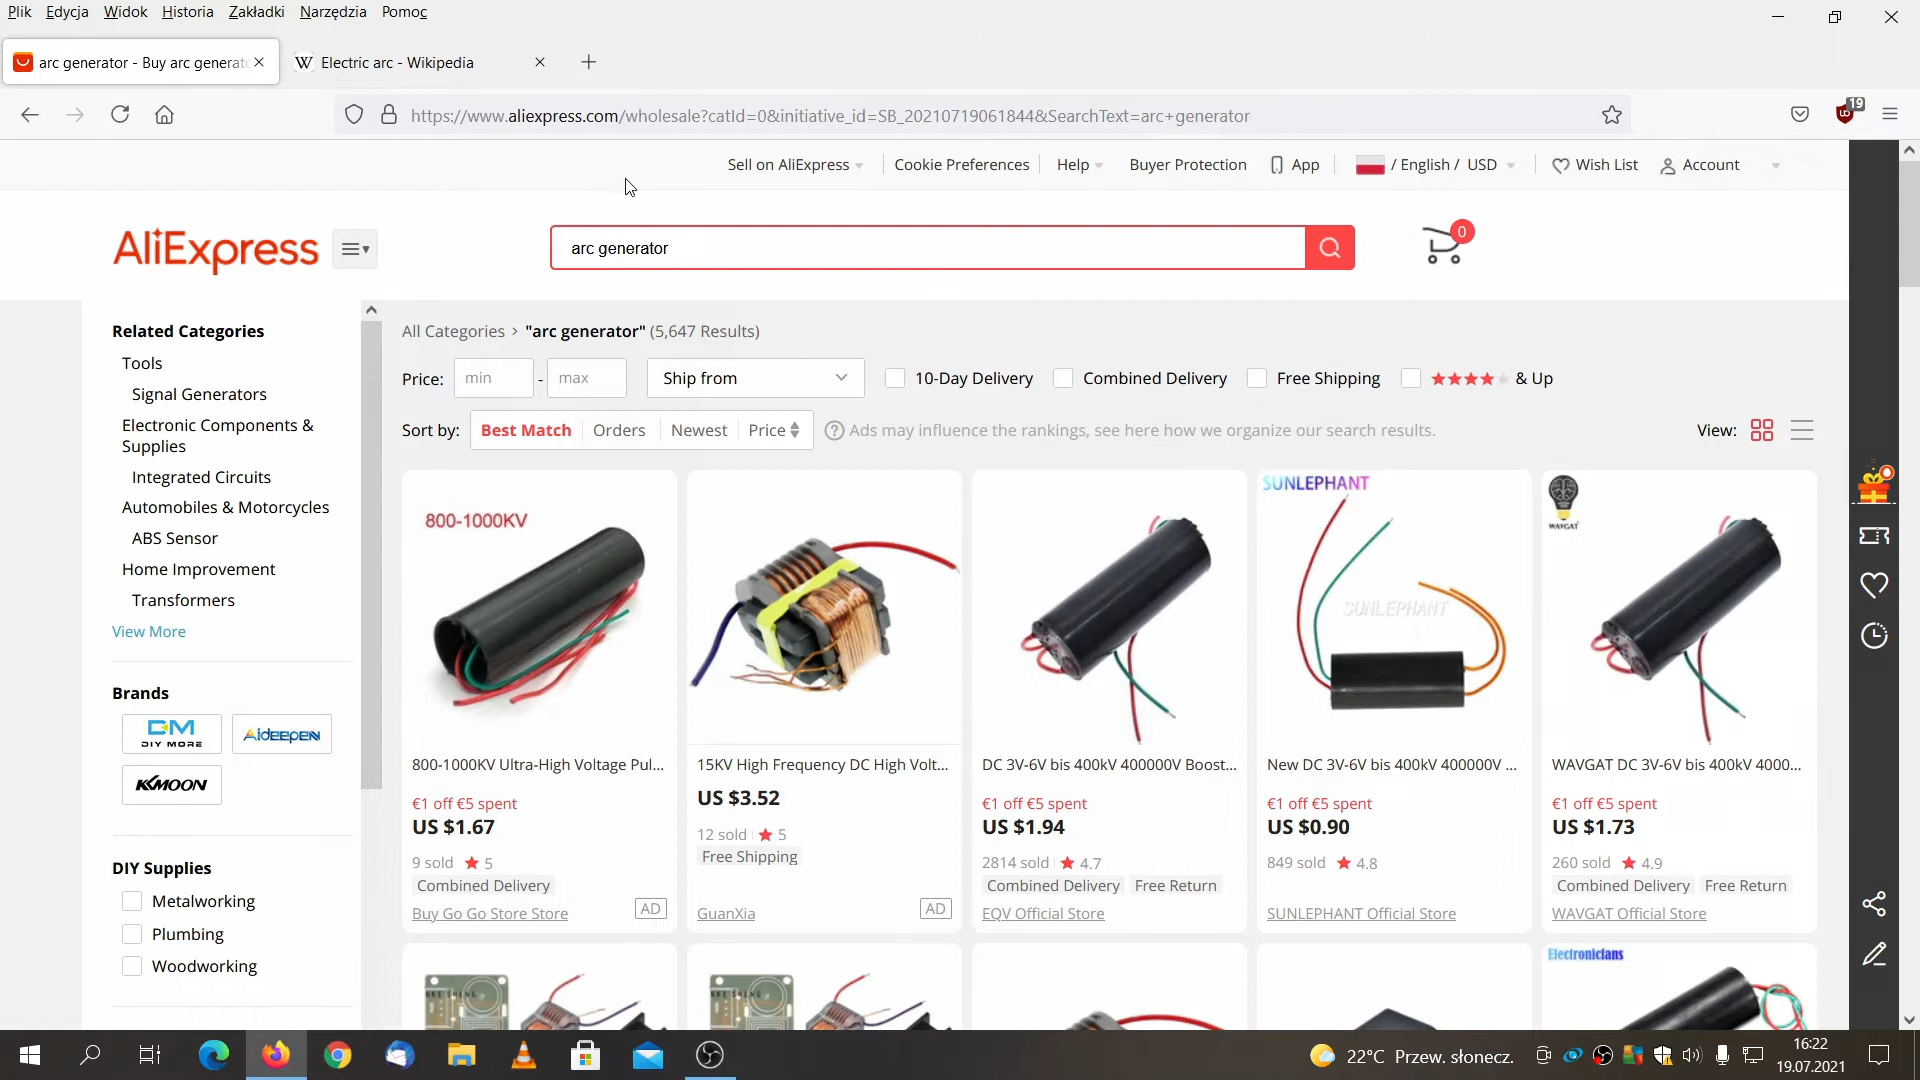 Plik Edycja Widok Historia Zakładki Narzędzia Pomoc
arc generator - Buy arc generato
W Electric arc - Wikipedia
https://www.aliexpress.com/wholesale?catId=0&initiative_id=SB_20210719061844&SearchText=arc+generator
19
Sell on AliExpress Cookie Preferences Help Buyer Protection App / English / USD Wish List Account
AliExpress
arc generator
0
Related Categories
Tools
Signal Generators
Electronic Components &
Supplies
Integrated Circuits
Automobiles & Motorcycles
ABS Sensor
Home Improvement
Transformers
View More
Brands
DM
DIY MORE
Aideepen
KKMOON
DIY Supplies
Metalworking
Plumbing
Woodworking
All Categories > "arc generator" (5,647 Results)
Price: min - max Ship from 10-Day Delivery Combined Delivery Free Shipping & Up
Sort by: Best Match Orders Newest Price ? Ads may influence the rankings, see here how we organize our search results. View:
800-1000KV
800-1000KV Ultra-High Voltage Pul...
€1 off €5 spent
US $1.67
9 sold 5
Combined Delivery
Buy Go Go Store Store AD
15KV High Frequency DC High Volt...
US $3.52
12 sold 5
Free Shipping
GuanXia AD
DC 3V-6V bis 400kV 400000V Boost...
€1 off €5 spent
US $1.94
2814 sold 4.7
Combined Delivery Free Return
EQV Official Store
SUNLEPHANT
SUNLEPHANT
New DC 3V-6V bis 400kV 400000V ...
€1 off €5 spent
US $0.90
849 sold 4.8
SUNLEPHANT Official Store
WAVGAT
WAVGAT DC 3V-6V bis 400kV 4000...
€1 off €5 spent
US $1.73
260 sold 4.9
Combined Delivery Free Return
WAVGAT Official Store
Electronicfans
22°C Przew. słonecz.
16:22
19.07.2021